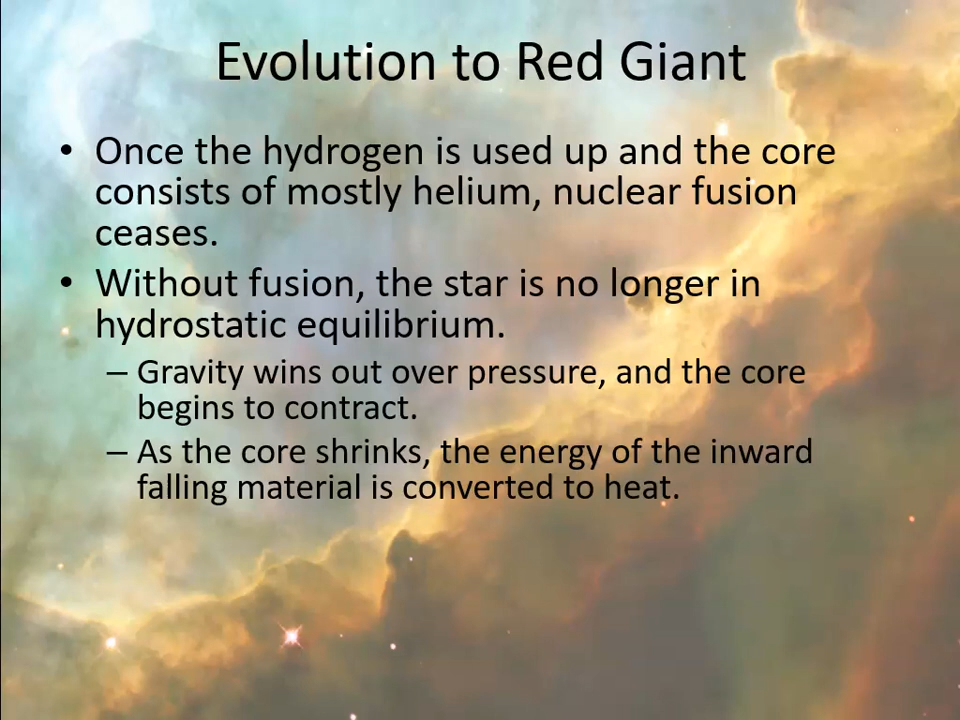 Evolution to Red Giant
• Once the hydrogen is used up and the core
consists of mostly helium, nuclear fusion
ceases.
• Without fusion, the star is no longer in
hydrostatic equilibrium.
– Gravity wins out over pressure, and the core
begins to contract.
– As the core shrinks, the energy of the inward
falling material is converted to heat.